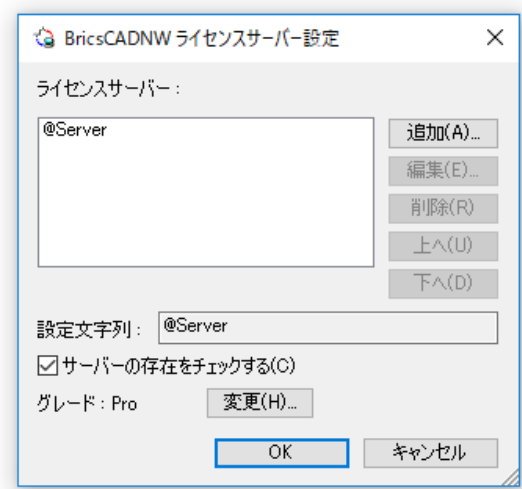 BricsCADNW ライセンスサーバー設定
ライセンスサーバー :
@Server
追加(A)...
編集(E)...
削除(R)
上へ(U)
下へ(D)
設定文字列 : @Server
サーバーの存在をチェックする(C)
グレード : Pro 変更(H)...
OK キャンセル